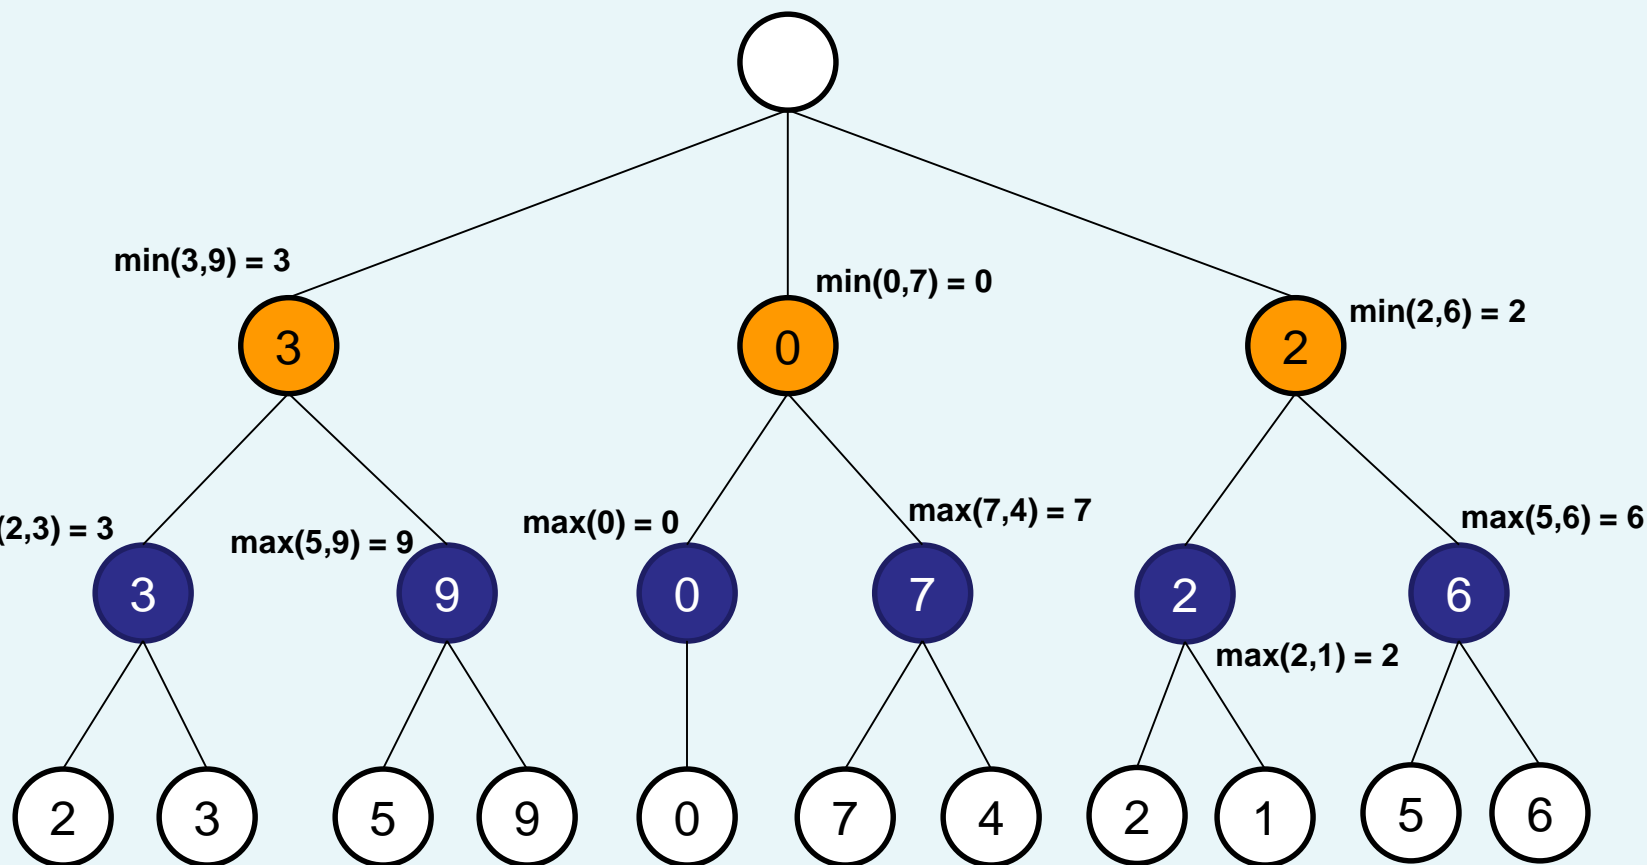 min(3,9) = 3
min(0,7) = 0
min(2,6) = 2
3
0
2
(2,3) = 3
max(5,9) = 9
max(0) = 0
max(7,4) = 7
max(5,6) = 6
3
9
0
7
2
6
max(2,1) = 2
2
3
5
9
0
7
4
2
1
5
6